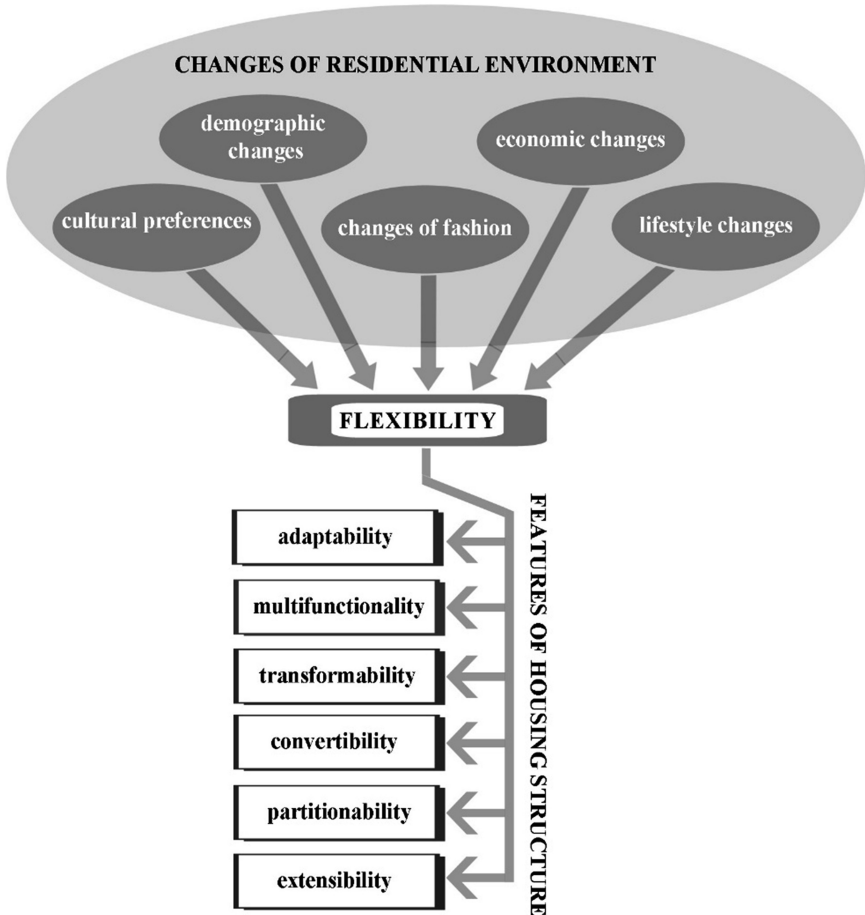 CHANGES OF RESIDENTIAL ENVIRONMENT
demographic
changes
economic changes
cultural preferences
changes of fashion
lifestyle changes
FLEXIBILITY
adaptability
multifunctionality
transformability
convertibility
partitionability
extensibility
FEATURES OF HOUSING STRUCTURE